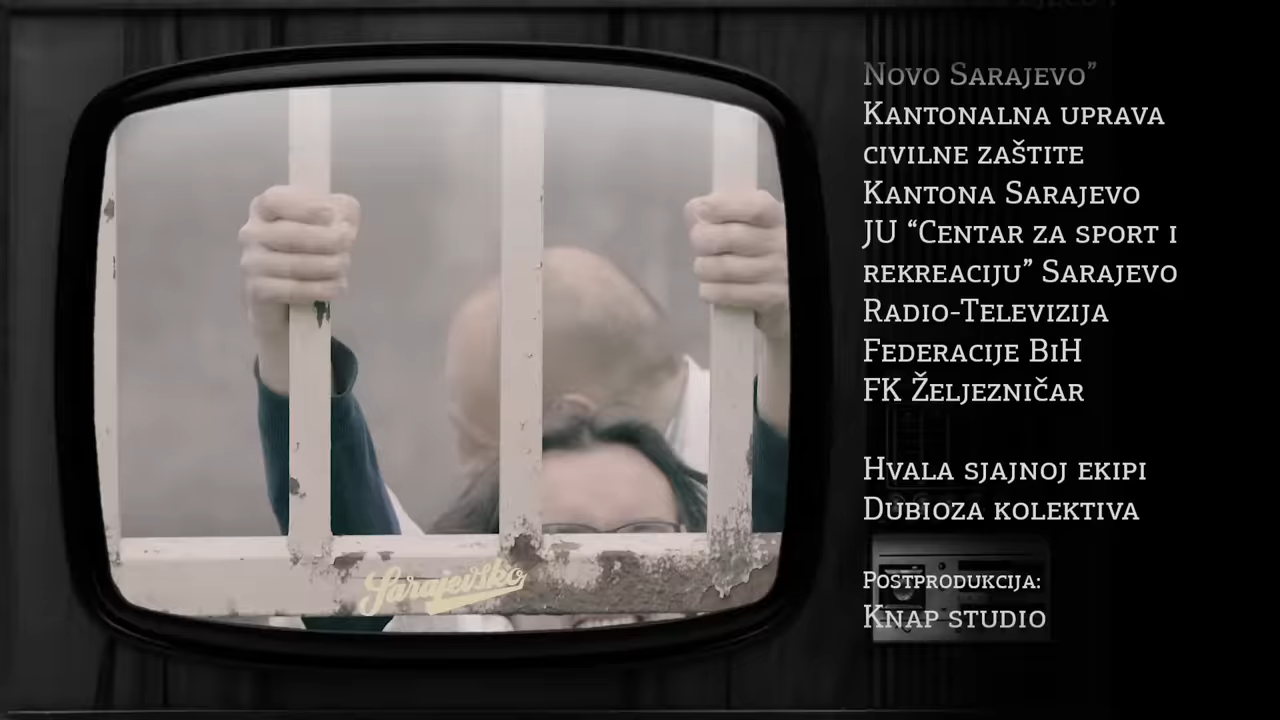 Novo Sarajevo”
Kantonalna uprava
civilne zaštite
Kantona Sarajevo
JU “Centar za sport i
rekreaciju” Sarajevo
Radio-Televizija
Federacije BiH
FK Željezničar
Hvala sjajnoj ekipi
Dubioza kolektiva
Postprodukcija:
Knap studio
Sarajevsko